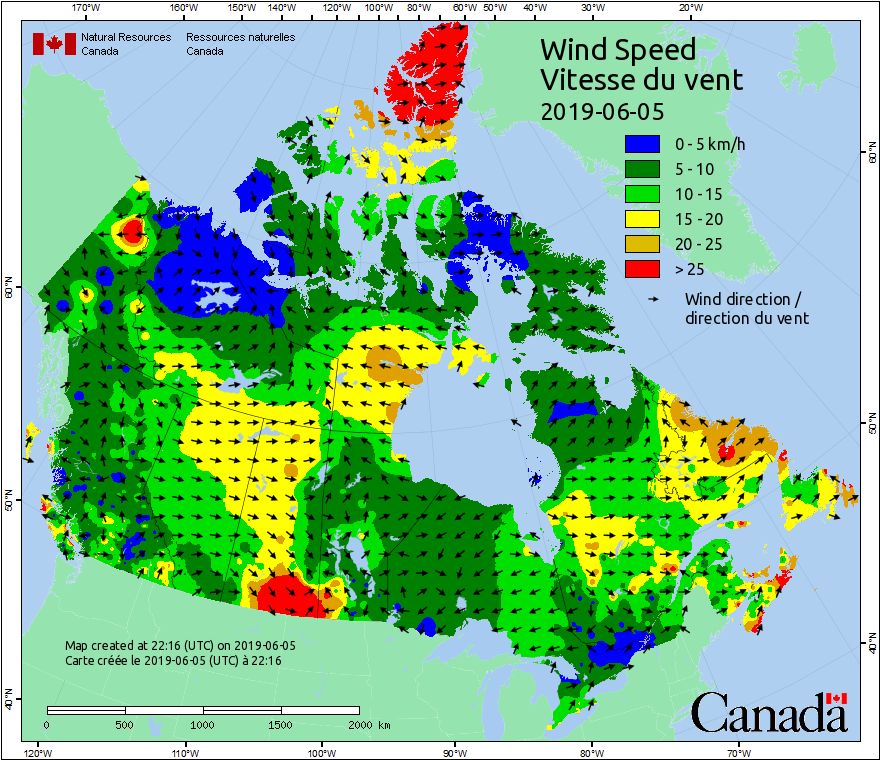 170°W 160°W 150°W 140°W 130°W 120°W 110°W 100°W 90°W 80°W 70°W 60°W 50°W 40°W 30°W 20°W
Natural Resources Ressources naturelles
Canada Canada
Wind Speed
Vitesse du vent
2019-06-05
0 - 5 km/h
5 - 10
10 - 15
15 - 20
20 - 25
> 25
Wind direction /
direction du vent
60°N
50°N
40°N
60°N
50°N
40°N
Map created at 22:16 (UTC) on 2019-06-05
Carte créée le 2019-06-05 (UTC) à 22:16
0 500 1000 1500 2000 km
Canada
120°W 110°W 100°W 90°W 80°W 70°W